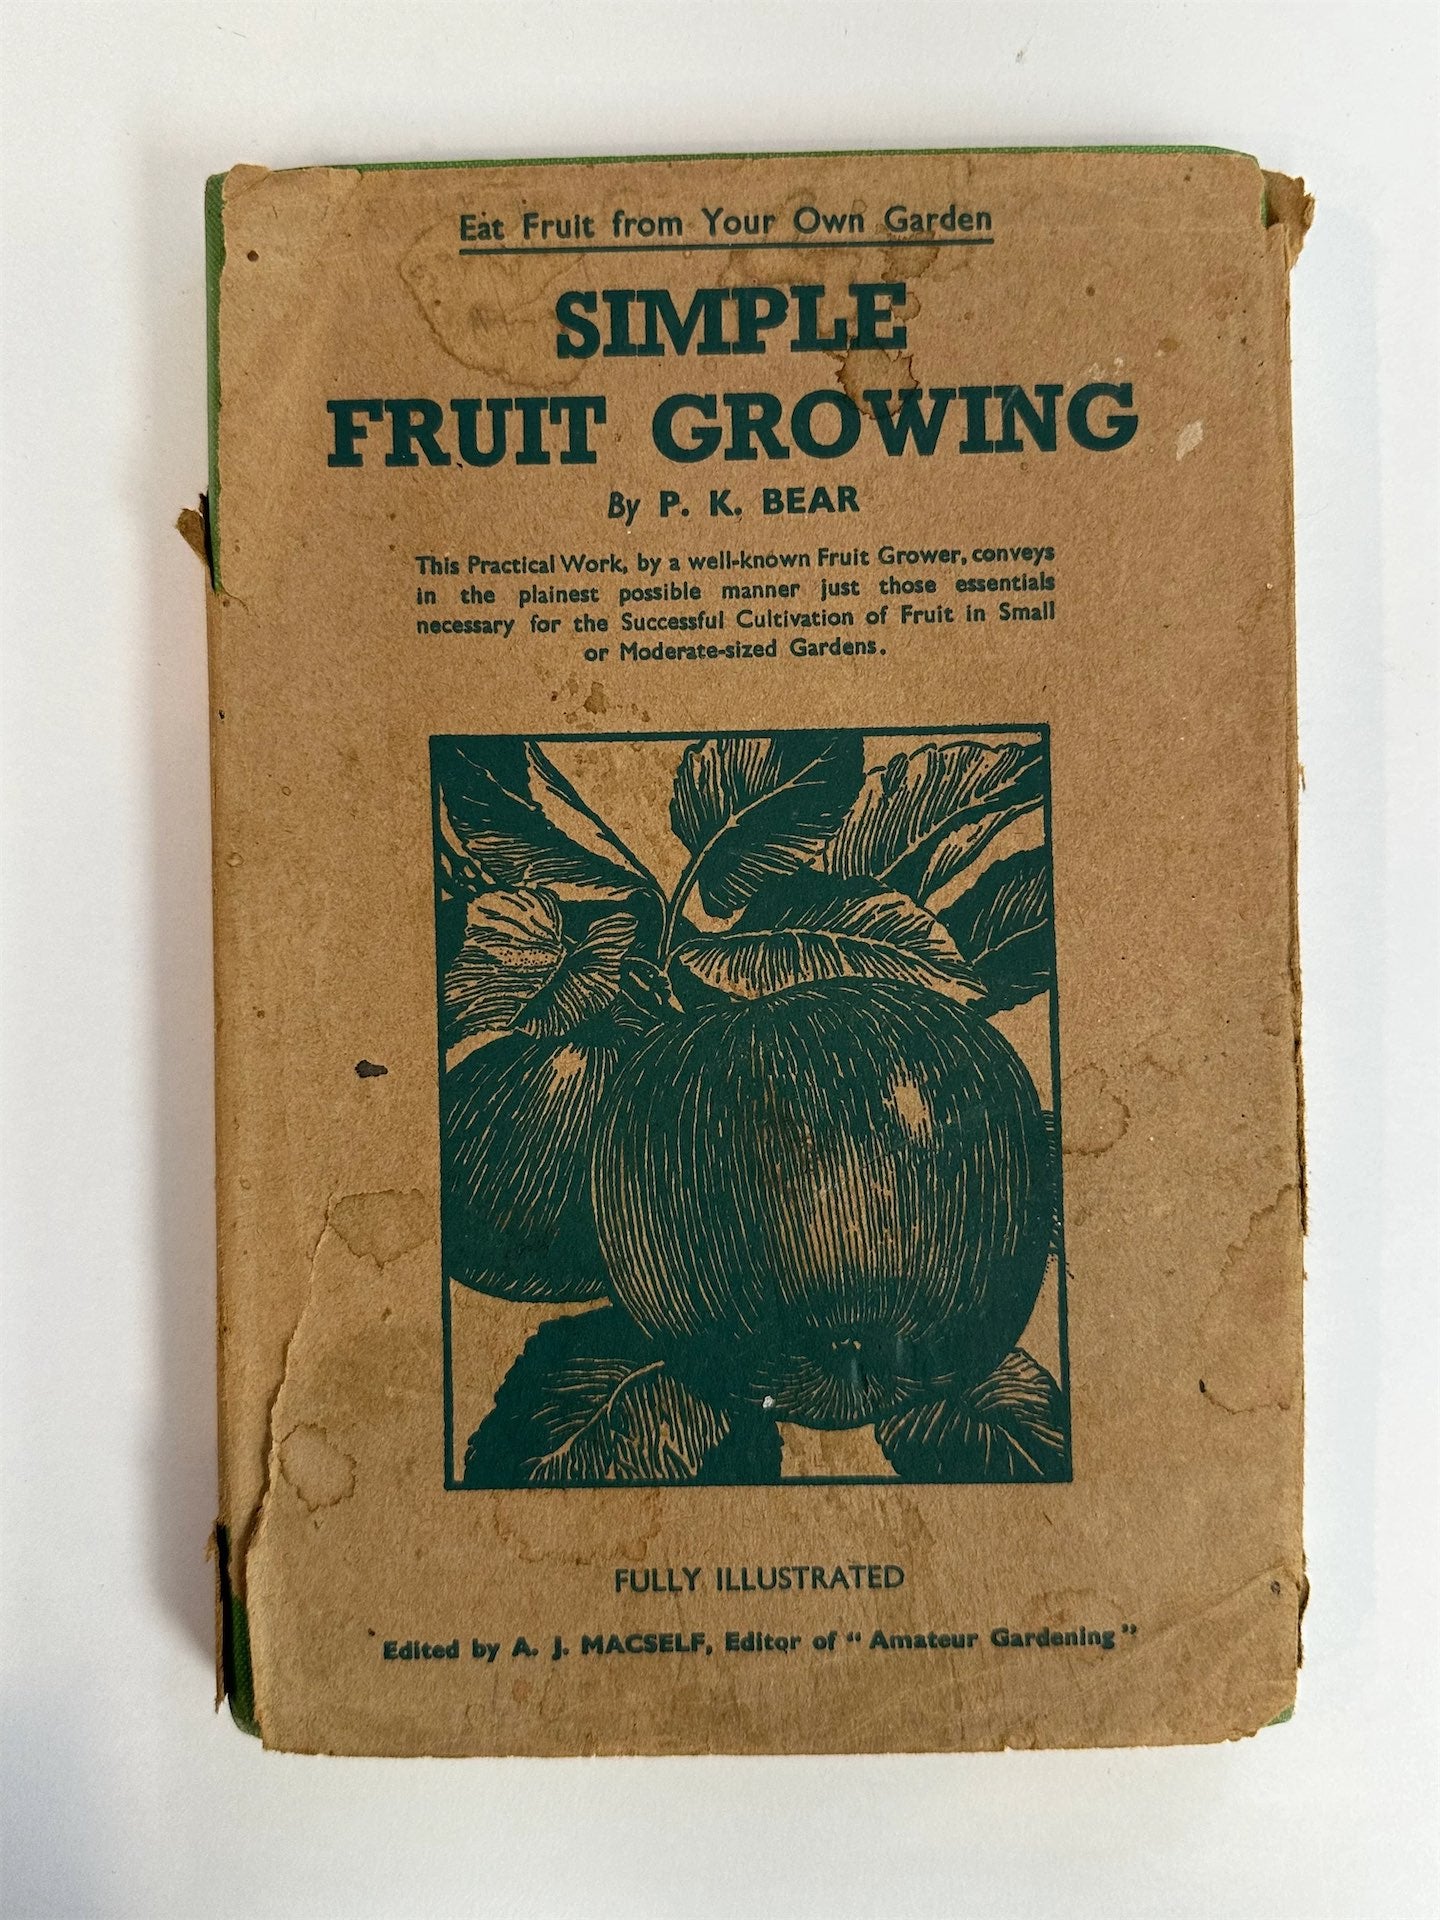 Eat Fruit from Your Own Garden
SIMPLE
FRUIT GROWING
By P. K. BEAR
This Practical Work, by a well-known Fruit Grower, conveys
in the plainest possible manner just those essentials
necessary for the Successful Cultivation of Fruit in Small
or Moderate-sized Gardens.
FULLY ILLUSTRATED
Edited by A. J. MACSELF, Editor of “Amateur Gardening”